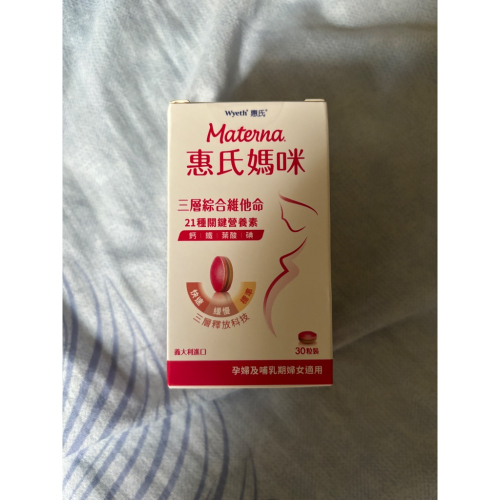 Wyeth® 惠氏®
Materna®
惠氏媽咪
三層綜合維他命
21種關鍵營養素
鈣 | 鐵 | 葉酸 | 碘
快速 緩慢
三層釋放科技
義大利進口
30粒裝
孕婦及哺乳期婦女適用